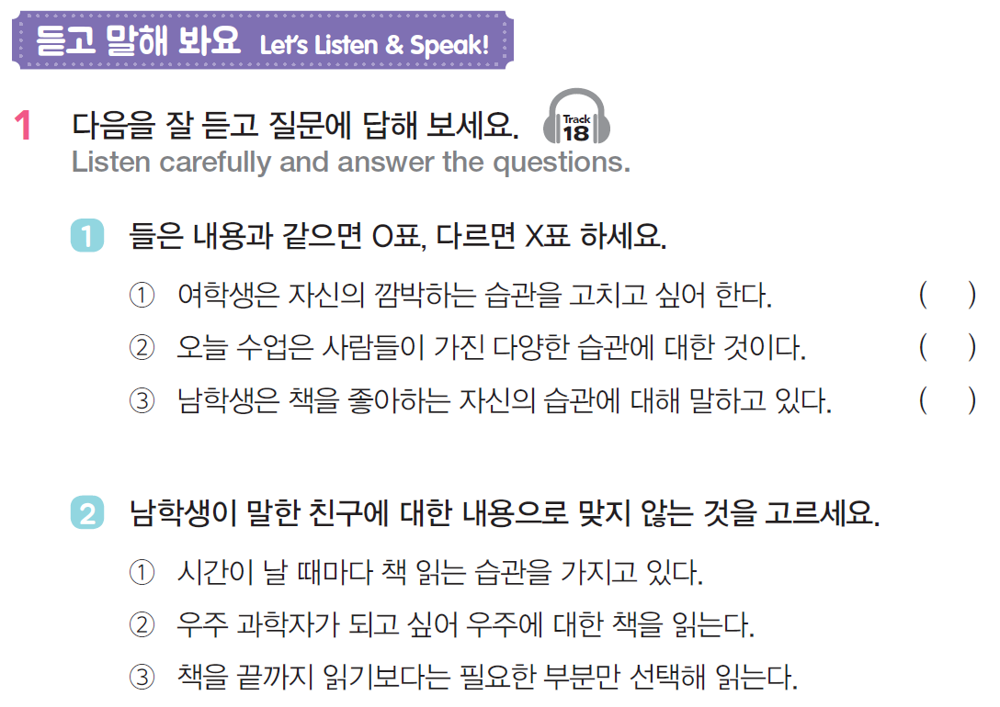 듣고 말해 봐요 Let's Listen & Speak!
1 다음을 잘 듣고 질문에 답해 보세요. Track 18
Listen carefully and answer the questions.
1 들은 내용과 같으면 O표, 다르면 X표 하세요.
① 여학생은 자신의 깜박하는 습관을 고치고 싶어 한다. ( )
② 오늘 수업은 사람들이 가진 다양한 습관에 대한 것이다. ( )
③ 남학생은 책을 좋아하는 자신의 습관에 대해 말하고 있다. ( )
2 남학생이 말한 친구에 대한 내용으로 맞지 않는 것을 고르세요.
① 시간이 날 때마다 책 읽는 습관을 가지고 있다.
② 우주 과학자가 되고 싶어 우주에 대한 책을 읽는다.
③ 책을 끝까지 읽기보다는 필요한 부분만 선택해 읽는다.